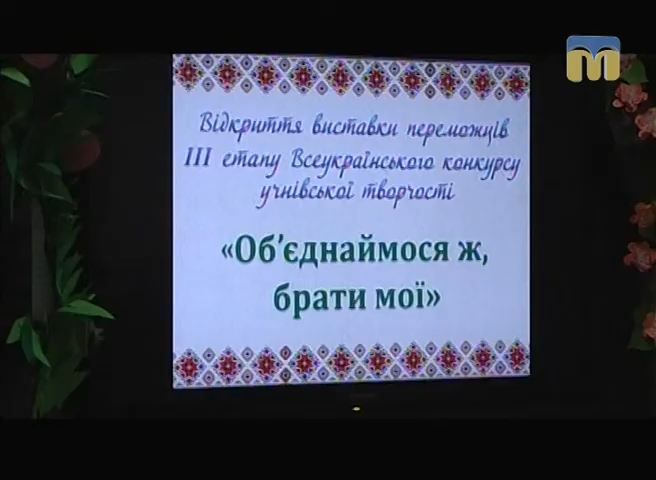 Відкриття виставки переможців
III етапу Всеукраїнського конкурсу
учнівської творчості
«Об'єднаймося ж,
брати мої»